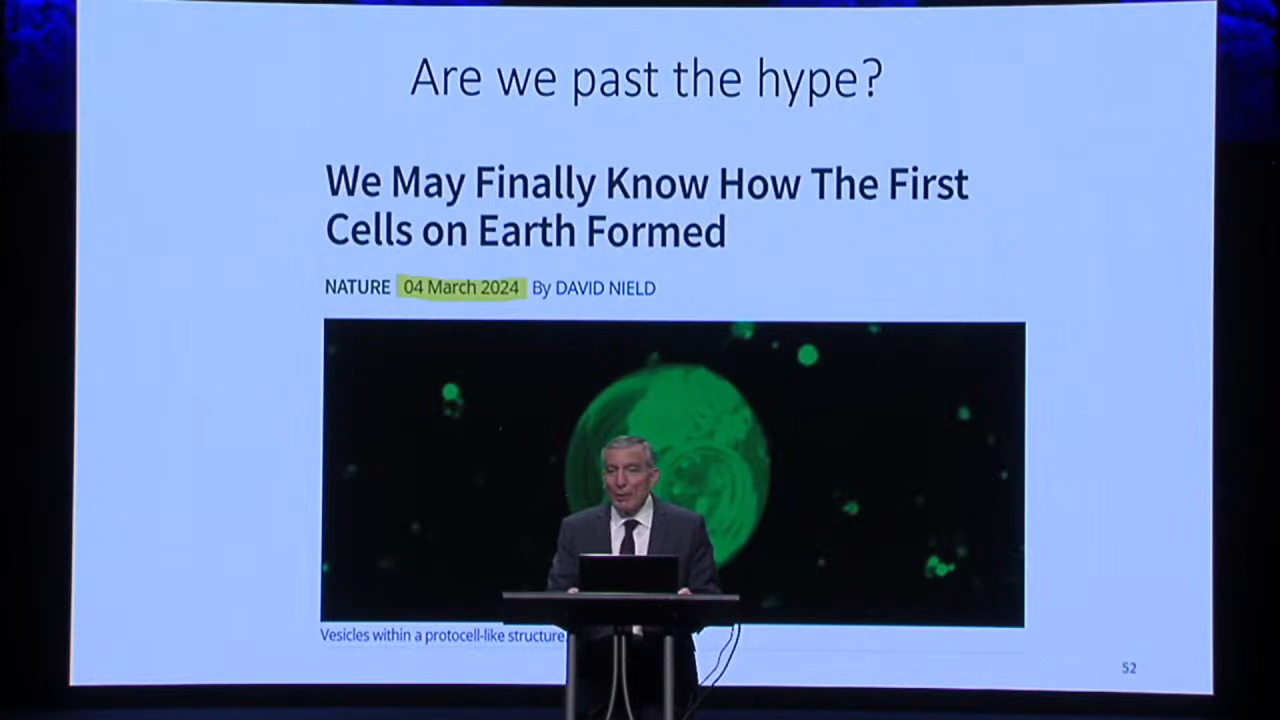 Are we past the hype?
We May Finally Know How The First
Cells on Earth Formed
NATURE 04 March 2024 By DAVID NIELD
Vesicles within a protocell-like structure
52